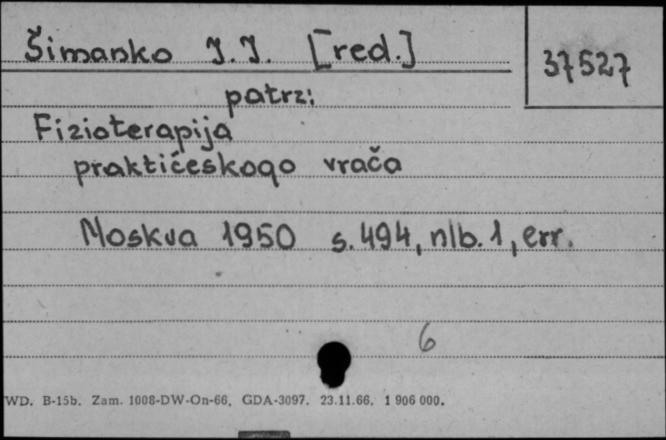 Šimanko J. J. [red.]
37527
patrz:
Fizioterapija
praktičeskogo vrača
Moskva 1950 s. 494, nlb. 1, err.
6
WD. B-15b. Zam. 1008-DW-On-66, GDA-3097. 23.11.66. 1 906 000.